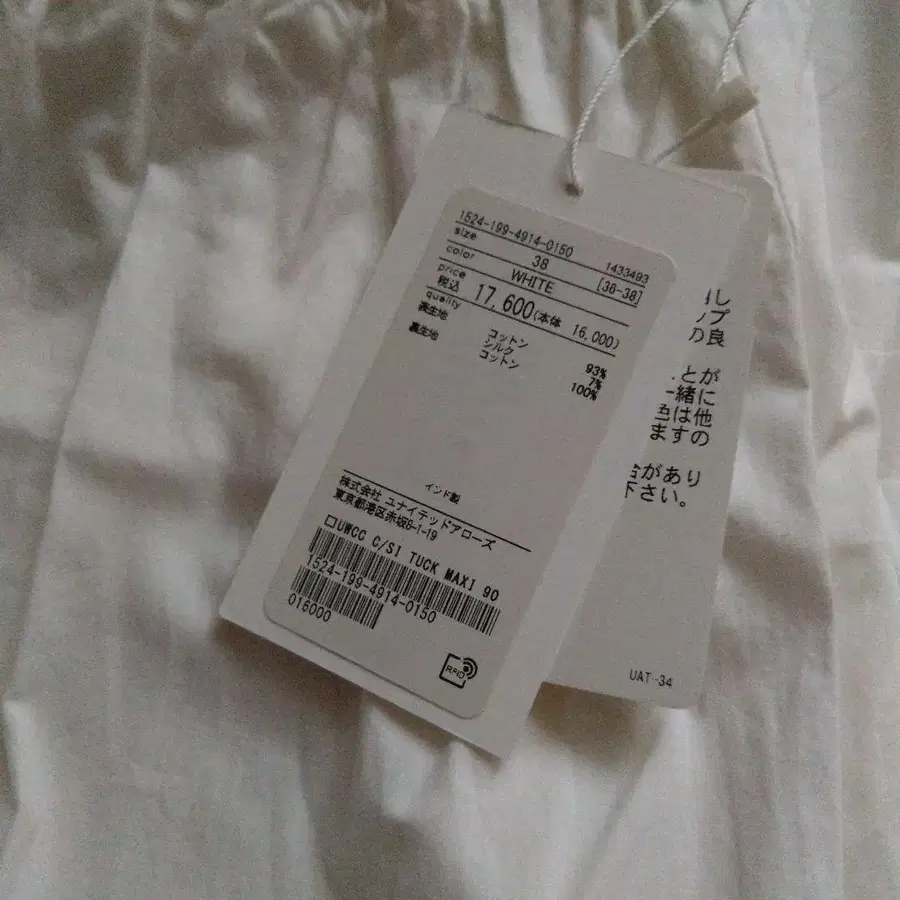 1524-199-4914-0150
1433493
size 38 [36-38]
color WHITE
price
税込 17,600(本体 16,000)
quality
表生地 コットン 93%
シルク 7%
裏生地 コットン 100%
インド製
株式会社 ユナイテッドアローズ
東京都港区赤坂8-1-19
□UWCC C/SI TUCK MAXI 90
1524-199-4914-0150
016000
RFID
ル
プ良
の
とが
一緒に
色は他
ますの
合があり
下さい。
UAT-34